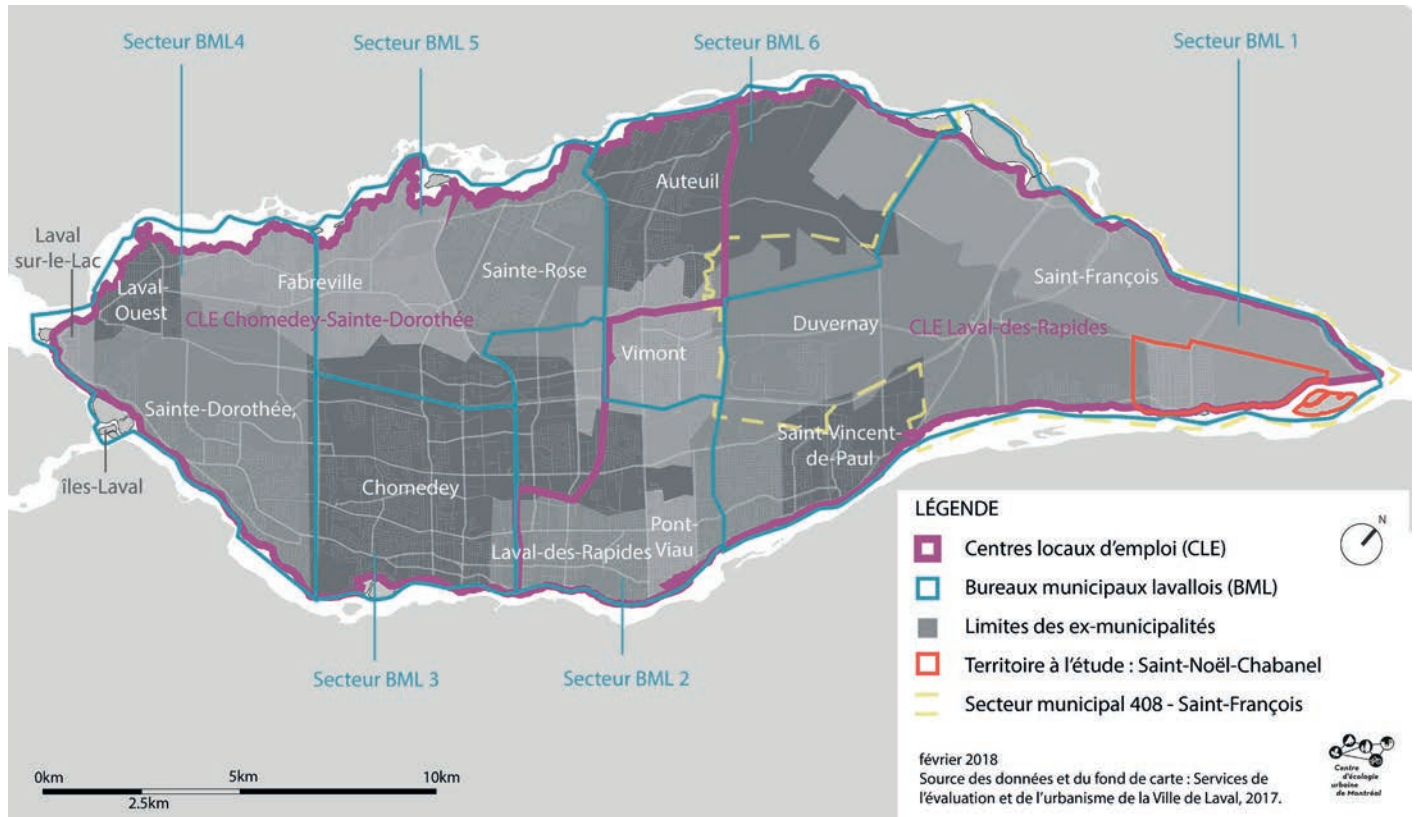 Secteur BML4
Secteur BML 5
Secteur BML 6
Secteur BML 1
Auteuil
Laval
sur-le-Lac
Sainte-Rose
Saint-François
Fabreville
Laval-
Ouest
CLE Chomedey-Sainte-Dorothée
Duvernay
CLE Laval-des-Rapides
Vimont
Sainte-Dorothée,
Saint-Vincent-
de-Paul
îles-Laval
Chomedey
Pont-
Viau
Laval-des-Rapides
Secteur BML 3
Secteur BML 2
LÉGENDE
N
Centres locaux d'emploi (CLE)
Bureaux municipaux lavallois (BML)
Limites des ex-municipalités
Territoire à l'étude : Saint-Noël-Chabanel
Secteur municipal 408 - Saint-François
février 2018
Source des données et du fond de carte : Services de
l'évaluation et de l'urbanisme de la Ville de Laval, 2017.
Centre
d'écologie
urbaine
de Montréal
0km
5km
10km
2.5km